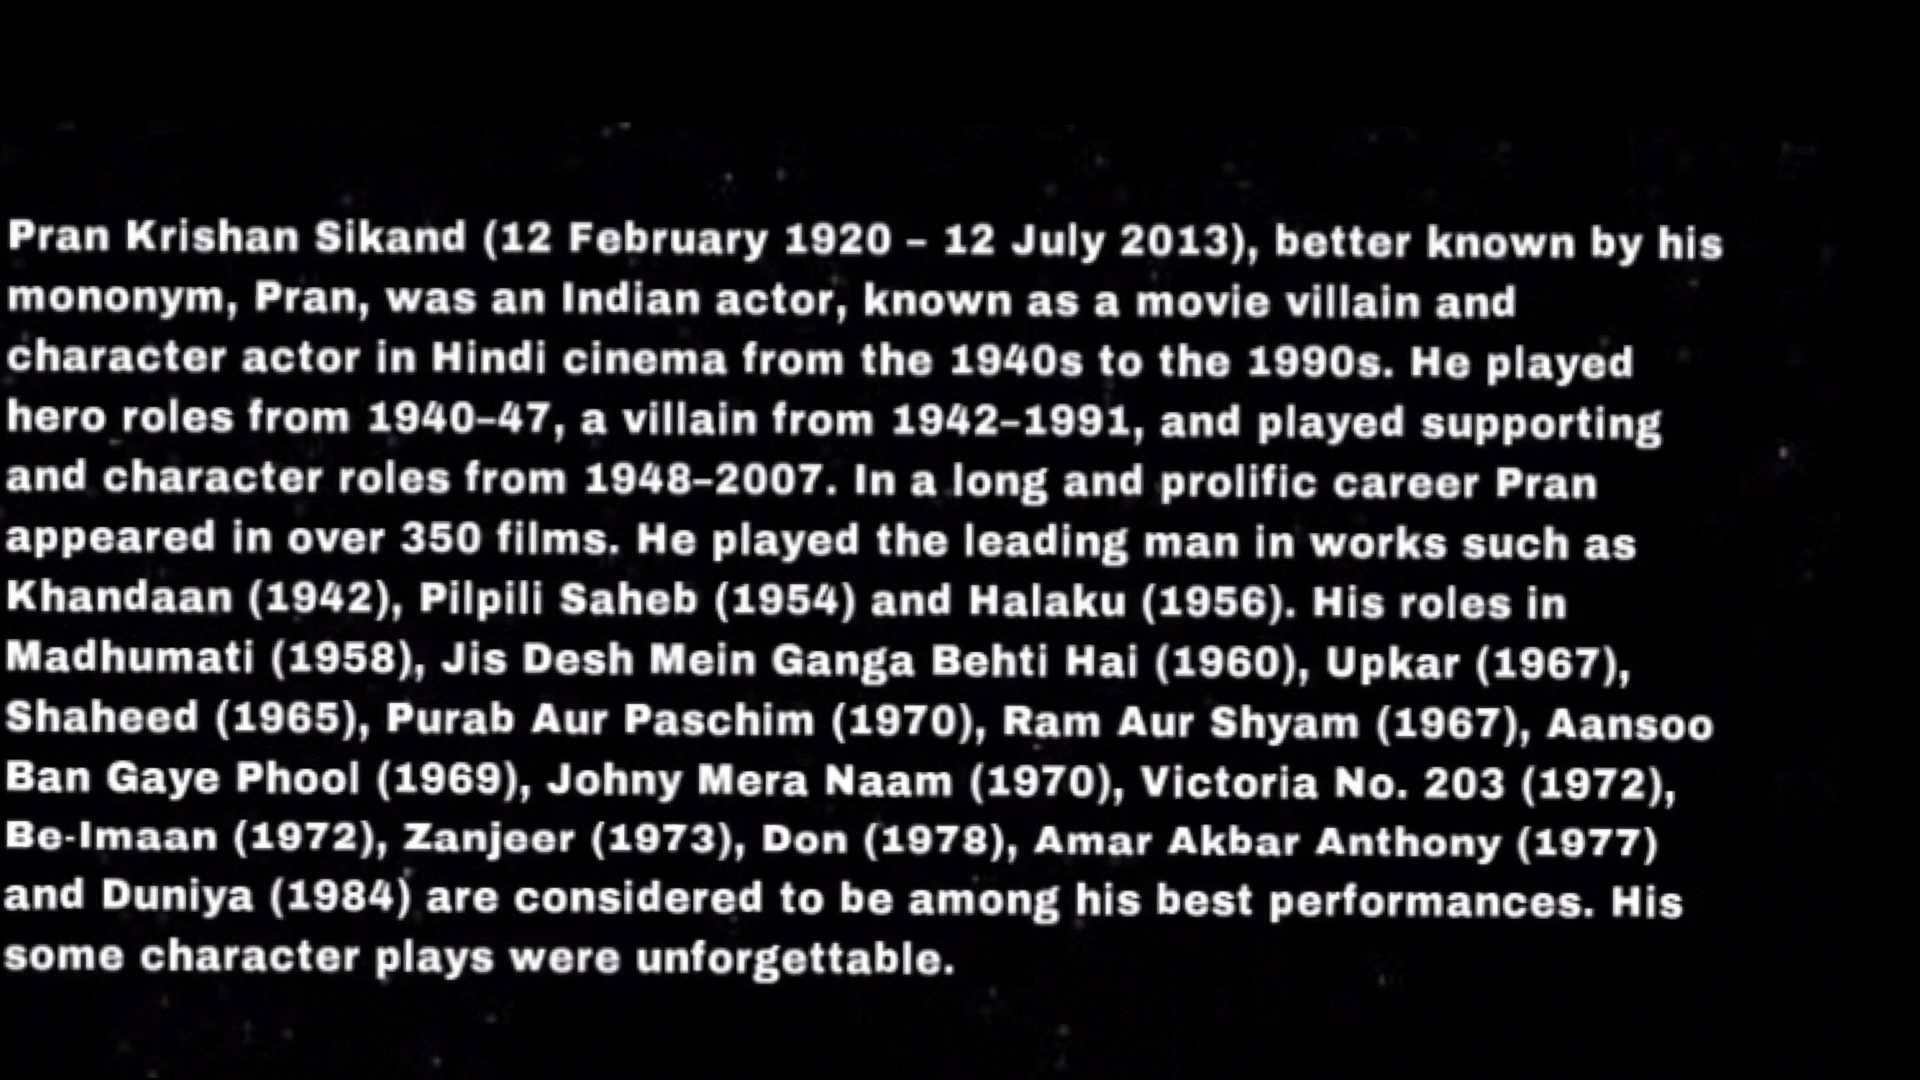 Pran Krishan Sikand (12 February 1920 – 12 July 2013), better known by his
mononym, Pran, was an Indian actor, known as a movie villain and
character actor in Hindi cinema from the 1940s to the 1990s. He played
hero roles from 1940–47, a villain from 1942–1991, and played supporting
and character roles from 1948–2007. In a long and prolific career Pran
appeared in over 350 films. He played the leading man in works such as
Khandaan (1942), Pilpili Saheb (1954) and Halaku (1956). His roles in
Madhumati (1958), Jis Desh Mein Ganga Behti Hai (1960), Upkar (1967),
Shaheed (1965), Purab Aur Paschim (1970), Ram Aur Shyam (1967), Aansoo
Ban Gaye Phool (1969), Johny Mera Naam (1970), Victoria No. 203 (1972),
Be-Imaan (1972), Zanjeer (1973), Don (1978), Amar Akbar Anthony (1977)
and Duniya (1984) are considered to be among his best performances. His
some character plays were unforgettable.